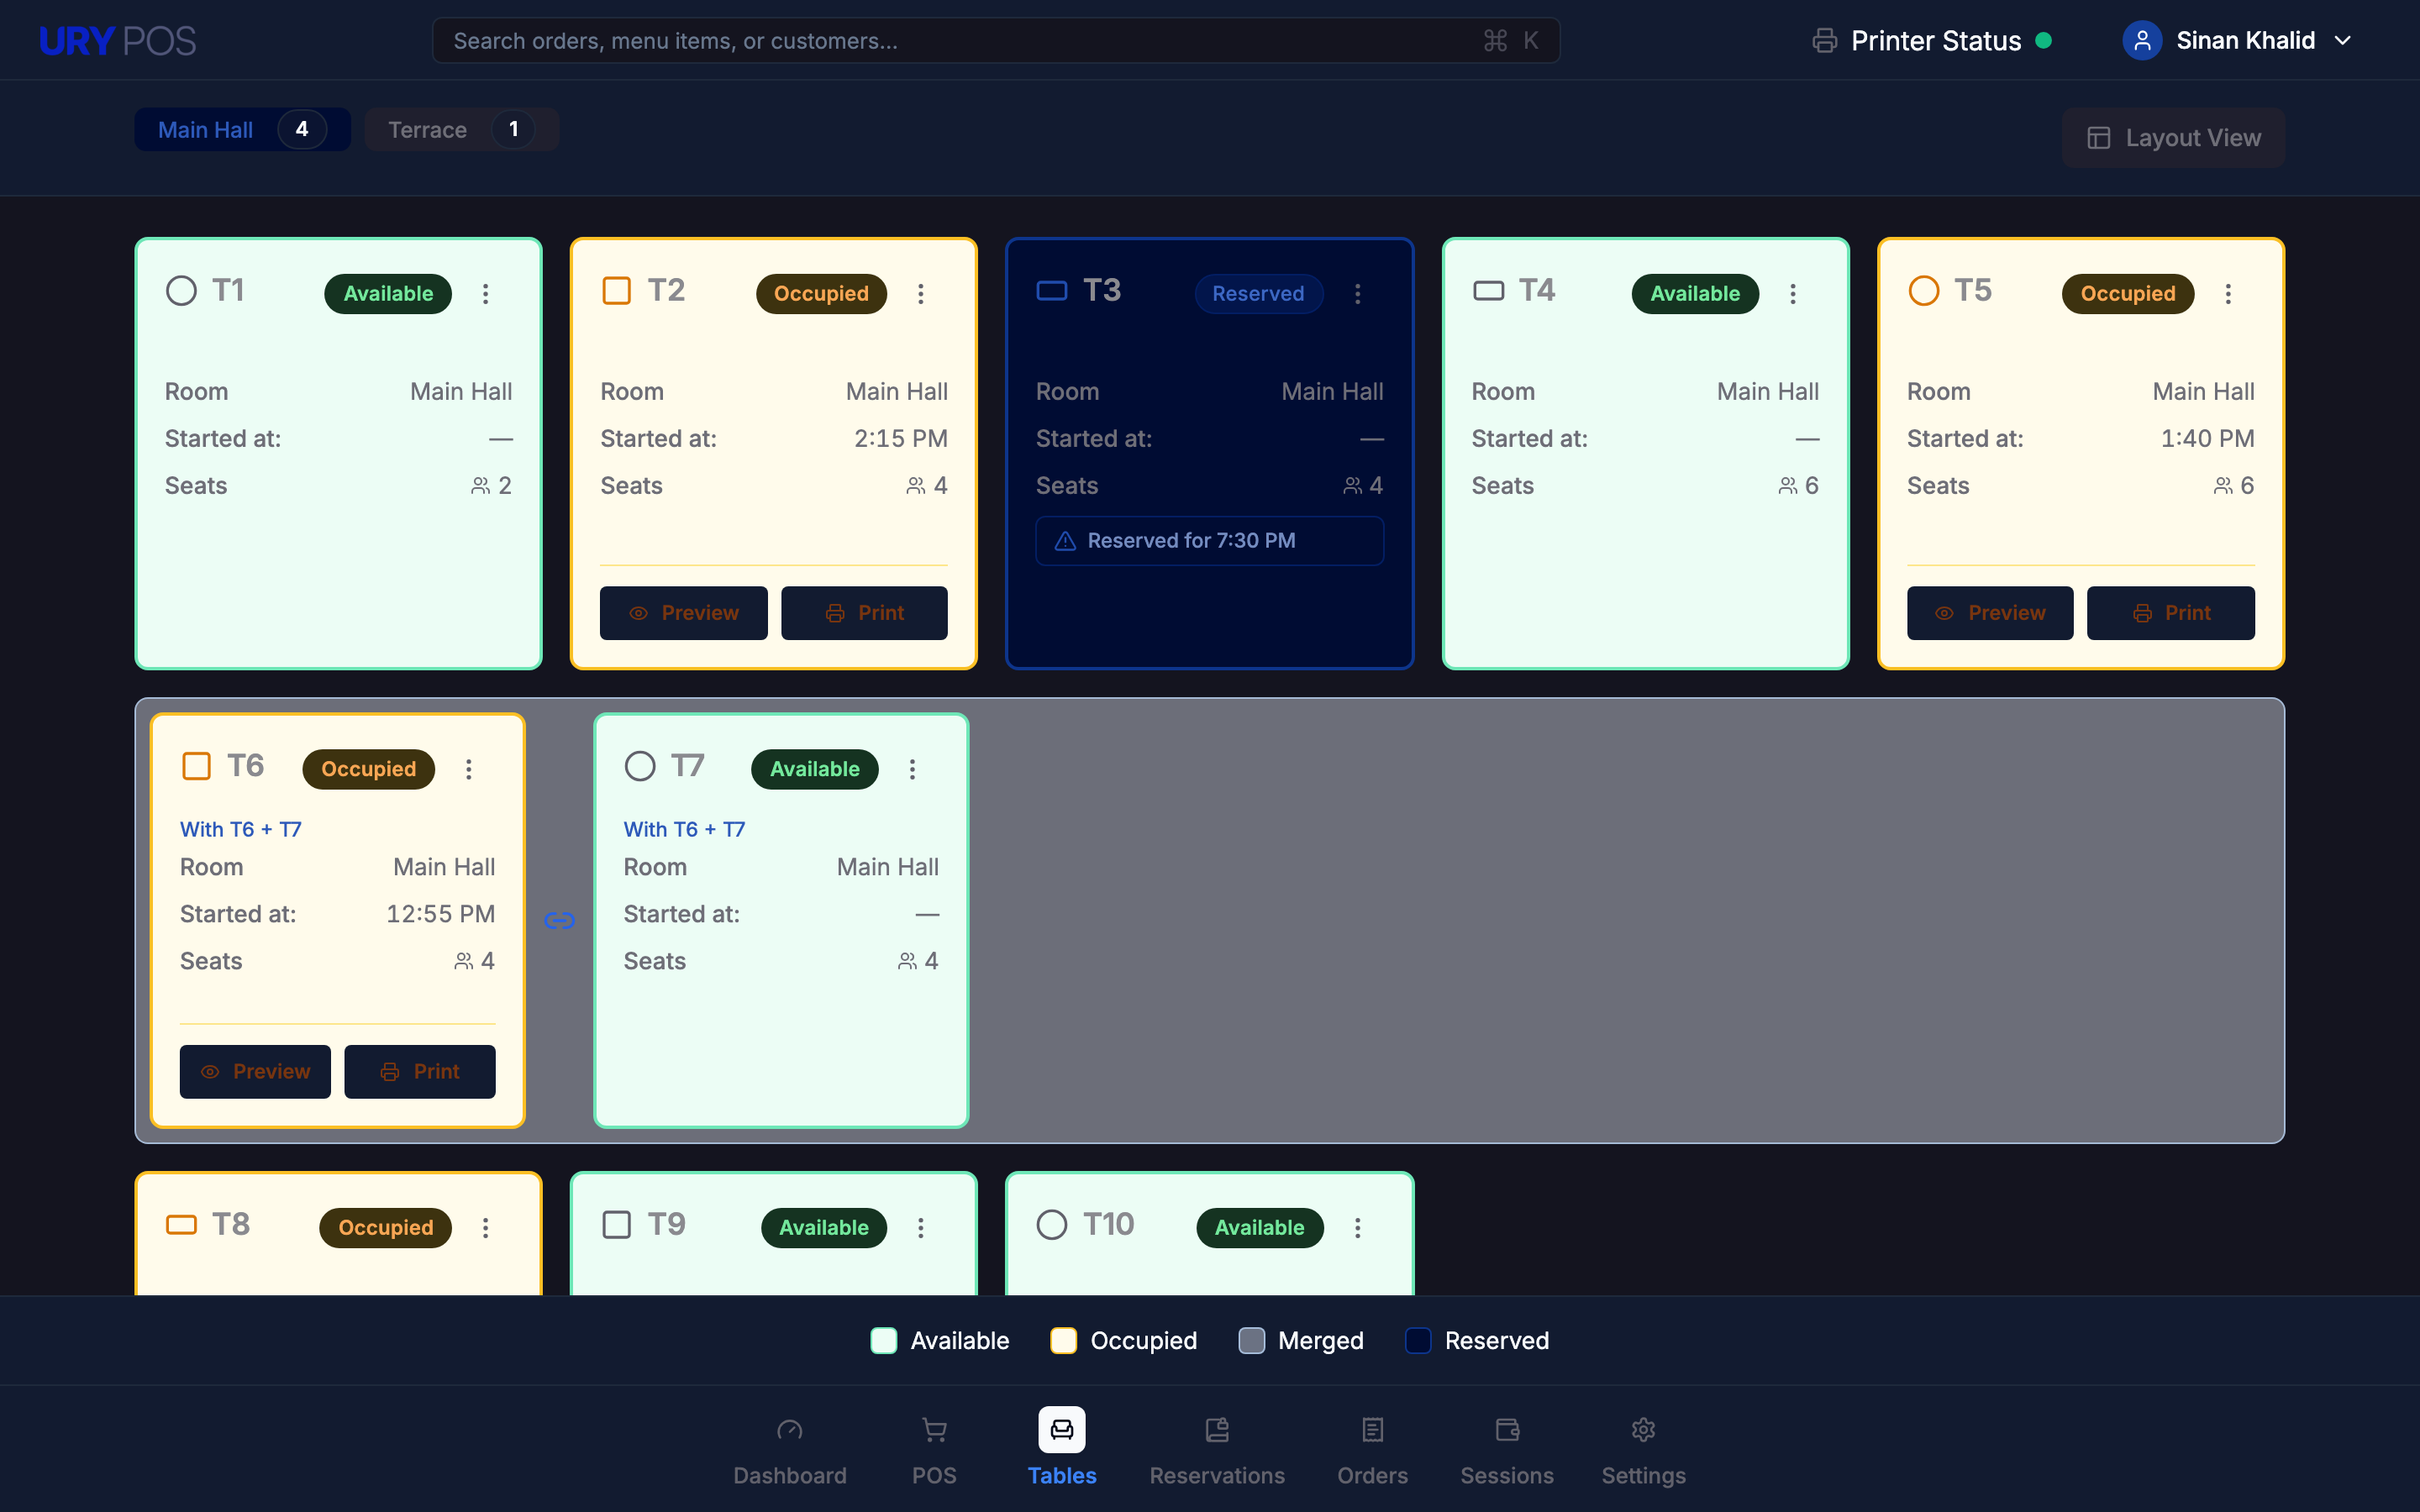 URY POS
Search orders, menu items, or customers... ⌘ K
Printer Status
Sinan Khalid
Main Hall 4
Terrace 1
Layout View
T1 Available
Room Main Hall
Started at: —
Seats 2
T2 Occupied
Room Main Hall
Started at: 2:15 PM
Seats 4
Preview Print
T3 Reserved
Room Main Hall
Started at: —
Seats 4
Reserved for 7:30 PM
T4 Available
Room Main Hall
Started at: —
Seats 6
T5 Occupied
Room Main Hall
Started at: 1:40 PM
Seats 6
Preview Print
T6 Occupied
With T6 + T7
Room Main Hall
Started at: 12:55 PM
Seats 4
Preview Print
T7 Available
With T6 + T7
Room Main Hall
Started at: —
Seats 4
T8 Occupied
T9 Available
T10 Available
Available Occupied Merged Reserved
Dashboard POS Tables Reservations Orders Sessions Settings